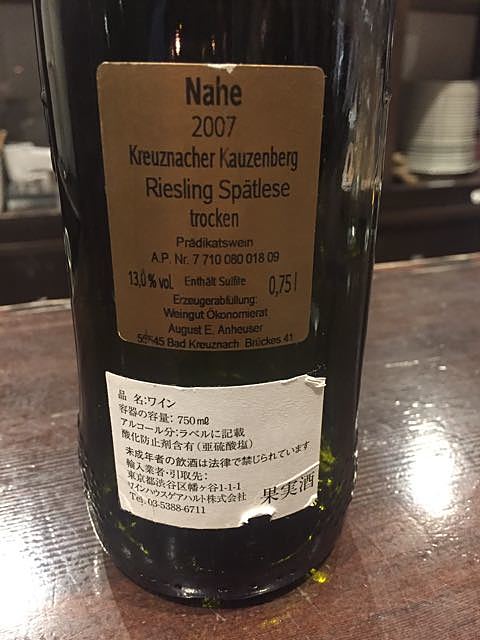 Nahe
2007
Kreuznacher Kauzenberg
Riesling Spätlese
trocken
Prädikatswein
A.P. Nr. 7 710 080 018 09
13,0 % vol. Enthält Sulfite 0,75 l
Erzeugerabfüllung:
Weingut Ökonomierat
August E. Anheuser
55545 Bad Kreuznach Brückes 41
品 名:ワイン
容器の容量: 750mℓ
アルコール分:ラベルに記載
酸化防止剤含有 (亜硫酸塩)
未成年者の飲酒は法律で禁じられています
輸入業者・引取先:
東京都渋谷区幡ヶ谷1-1-1
ワインハウスゲアハルト株式会社
Tel. 03-5388-6711
果実酒